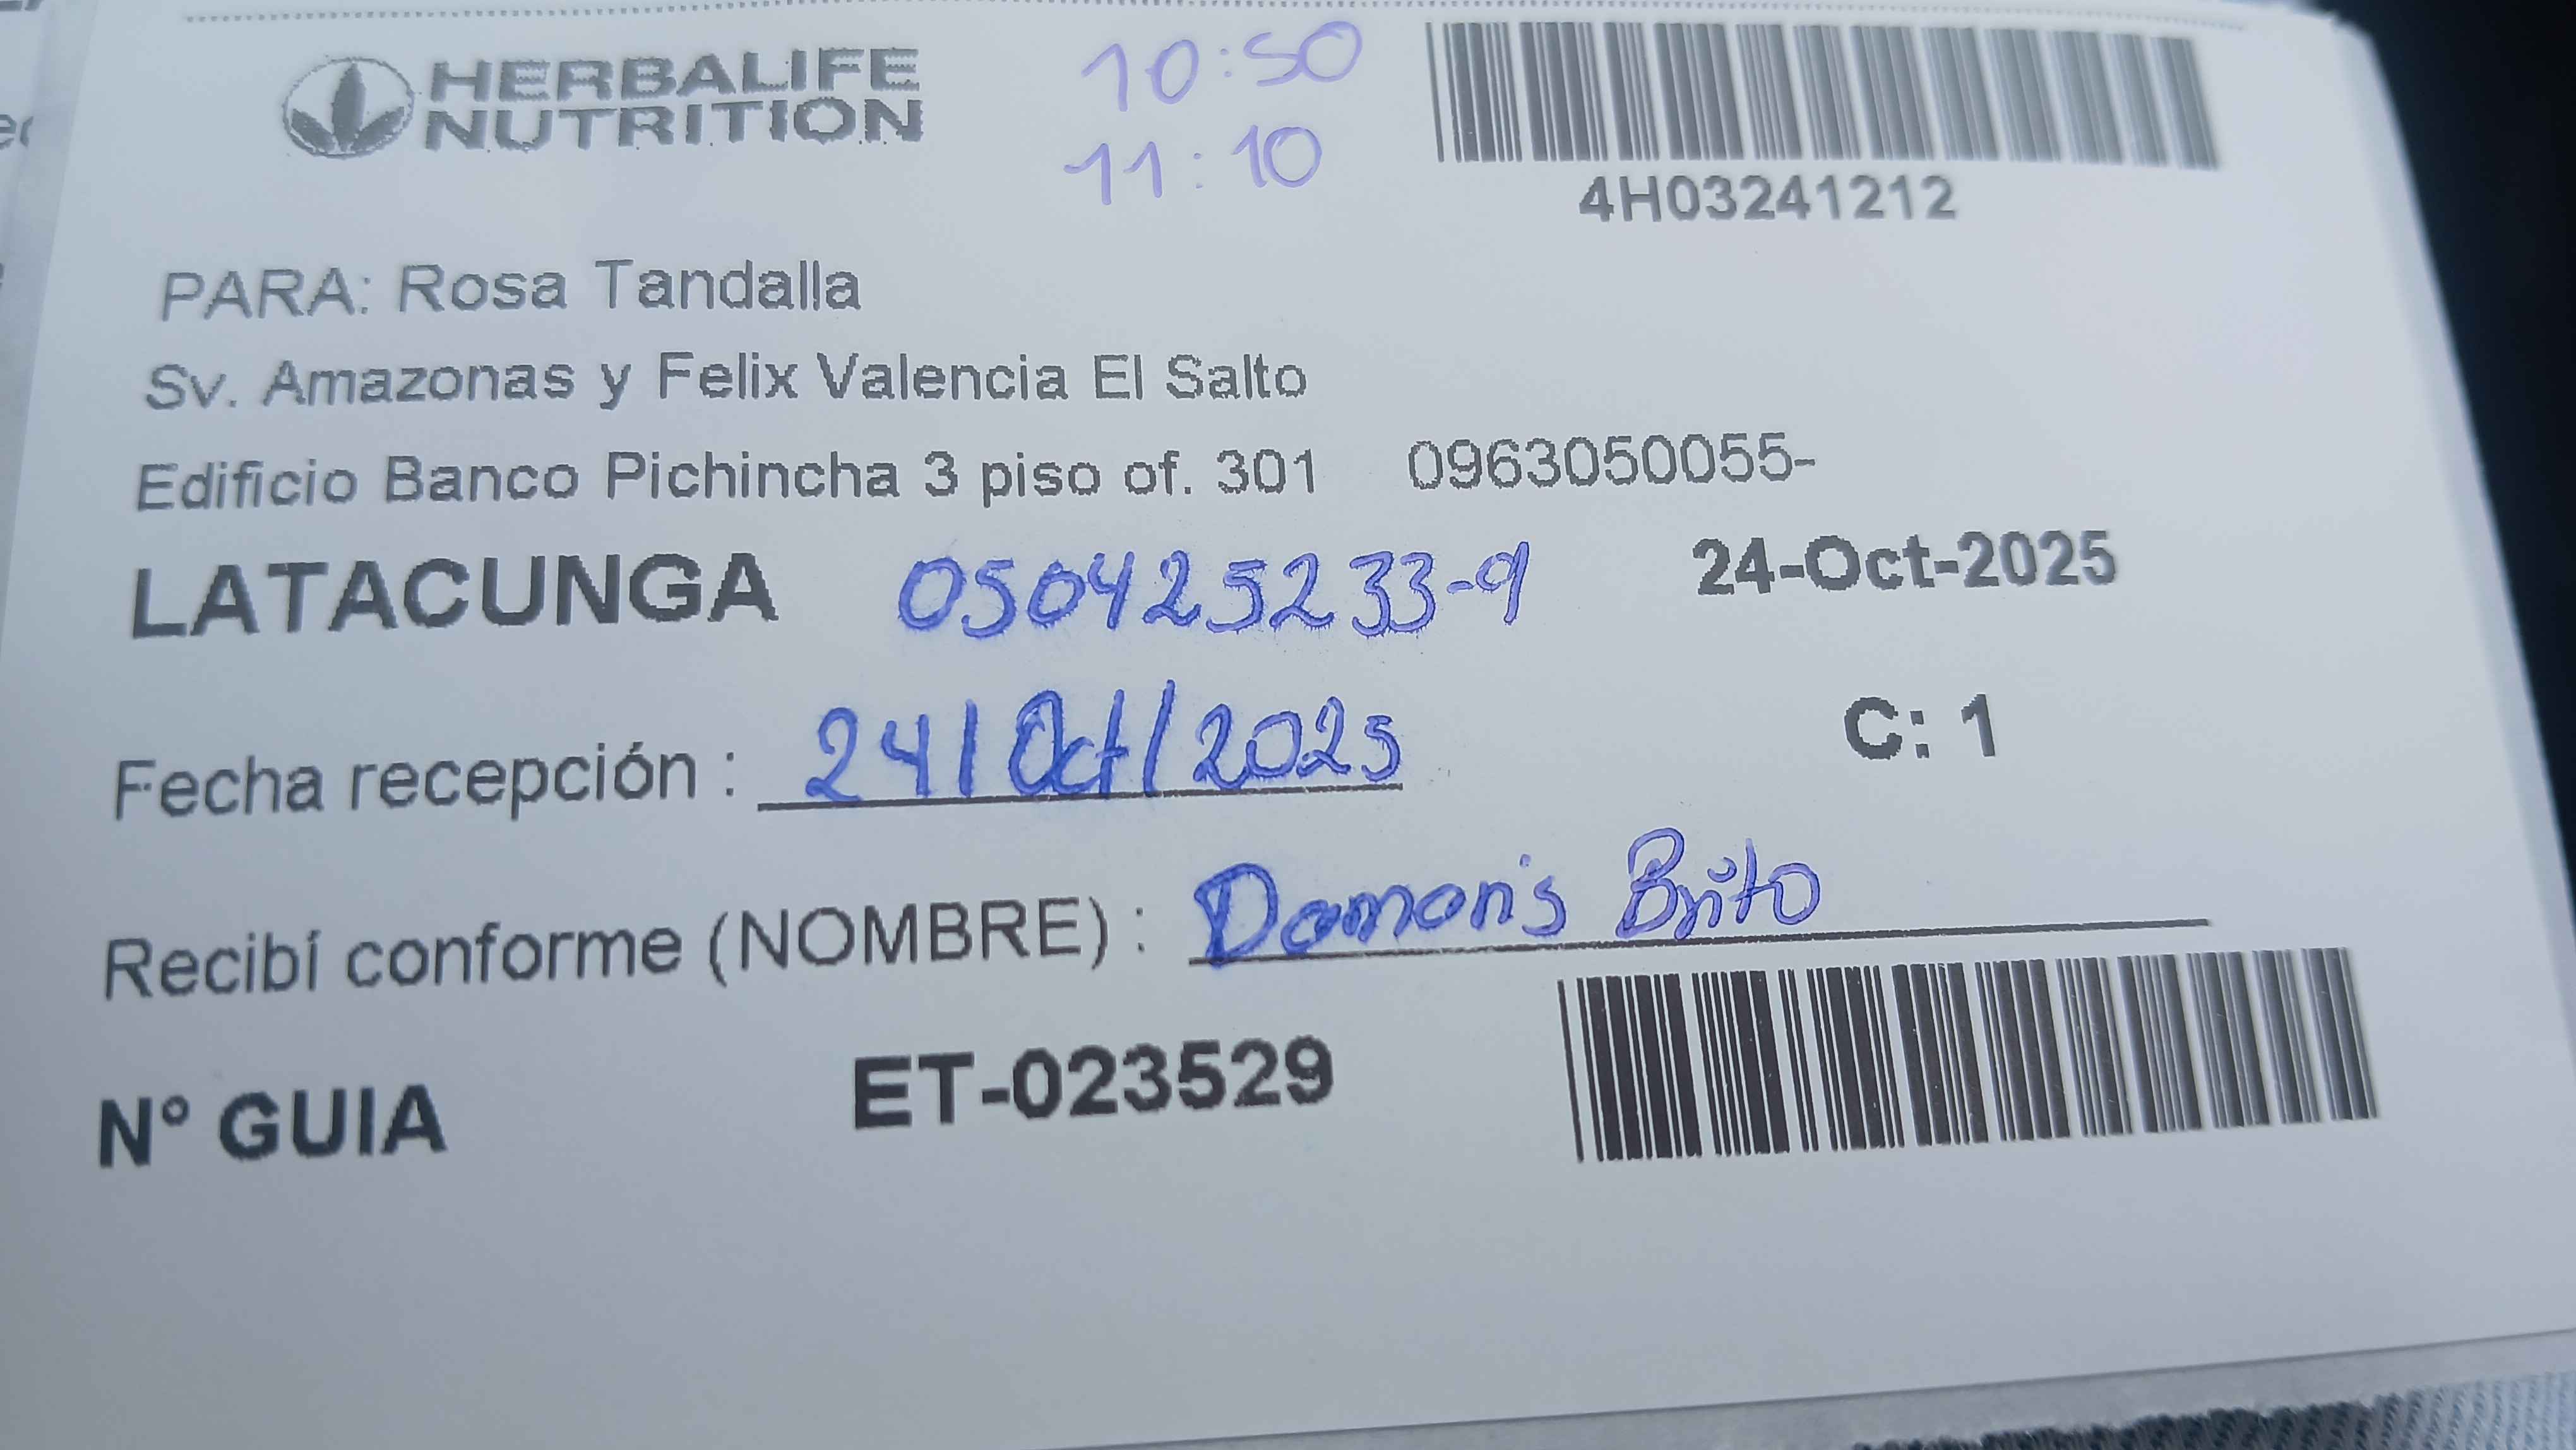 HERBALIFE
NUTRITION
10:50
11:10
4H03241212
PARA: Rosa Tandalla
Sv. Amazonas y Felix Valencia El Salto
Edificio Banco Pichincha 3 piso of. 301 0963050055-
LATACUNGA 050425233-9 24-Oct-2025
Fecha recepción : 24/Oct/2025 C: 1
Recibí conforme (NOMBRE) : Damaris Brito
Nº GUIA ET-023529